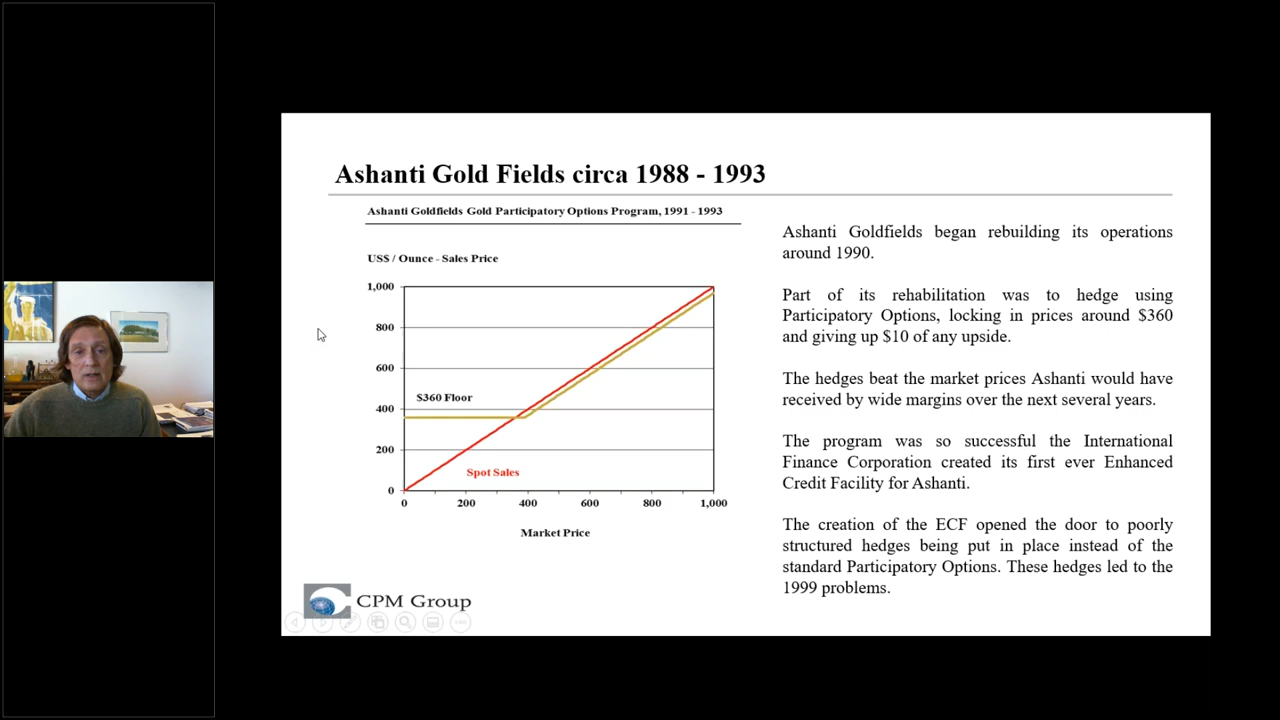 Ashanti Gold Fields circa 1988 - 1993
Ashanti Goldfields Gold Participatory Options Program, 1991 - 1993
US$ / Ounce - Sales Price
1,000
800
600
400
200
0
$360 Floor
Spot Sales
0 200 400 600 800 1,000
Market Price
Ashanti Goldfields began rebuilding its operations
around 1990.
Part of its rehabilitation was to hedge using
Participatory Options, locking in prices around $360
and giving up $10 of any upside.
The hedges beat the market prices Ashanti would have
received by wide margins over the next several years.
The program was so successful the International
Finance Corporation created its first ever Enhanced
Credit Facility for Ashanti.
The creation of the ECF opened the door to poorly
structured hedges being put in place instead of the
standard Participatory Options. These hedges led to the
1999 problems.
CPM Group